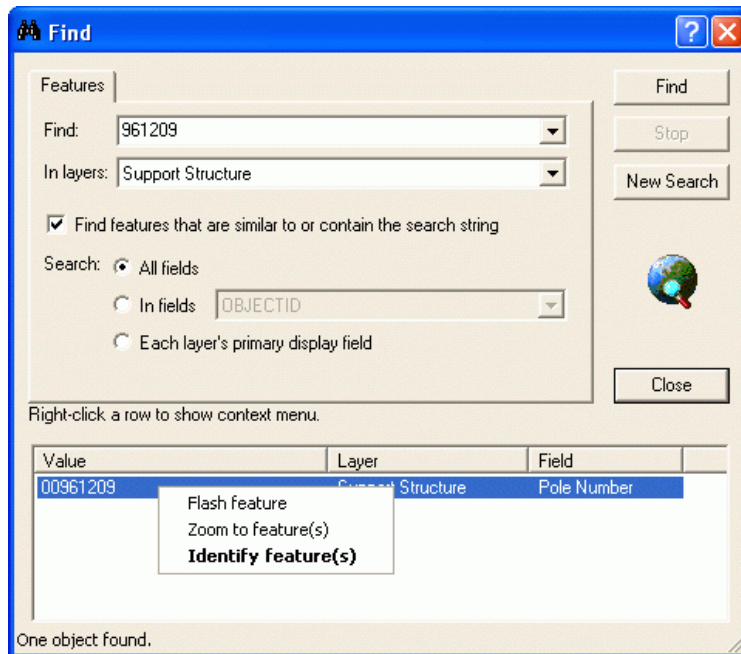 Find
?
Features
Find
Find: 961209
Stop
In layers: Support Structure
New Search
Find features that are similar to or contain the search string
Search: All fields
In fields OBJECTID
Each layer's primary display field
Close
Right-click a row to show context menu.
Value Layer Field
00961209 Support Structure Pole Number
Flash feature
Zoom to feature(s)
Identify feature(s)
One object found.